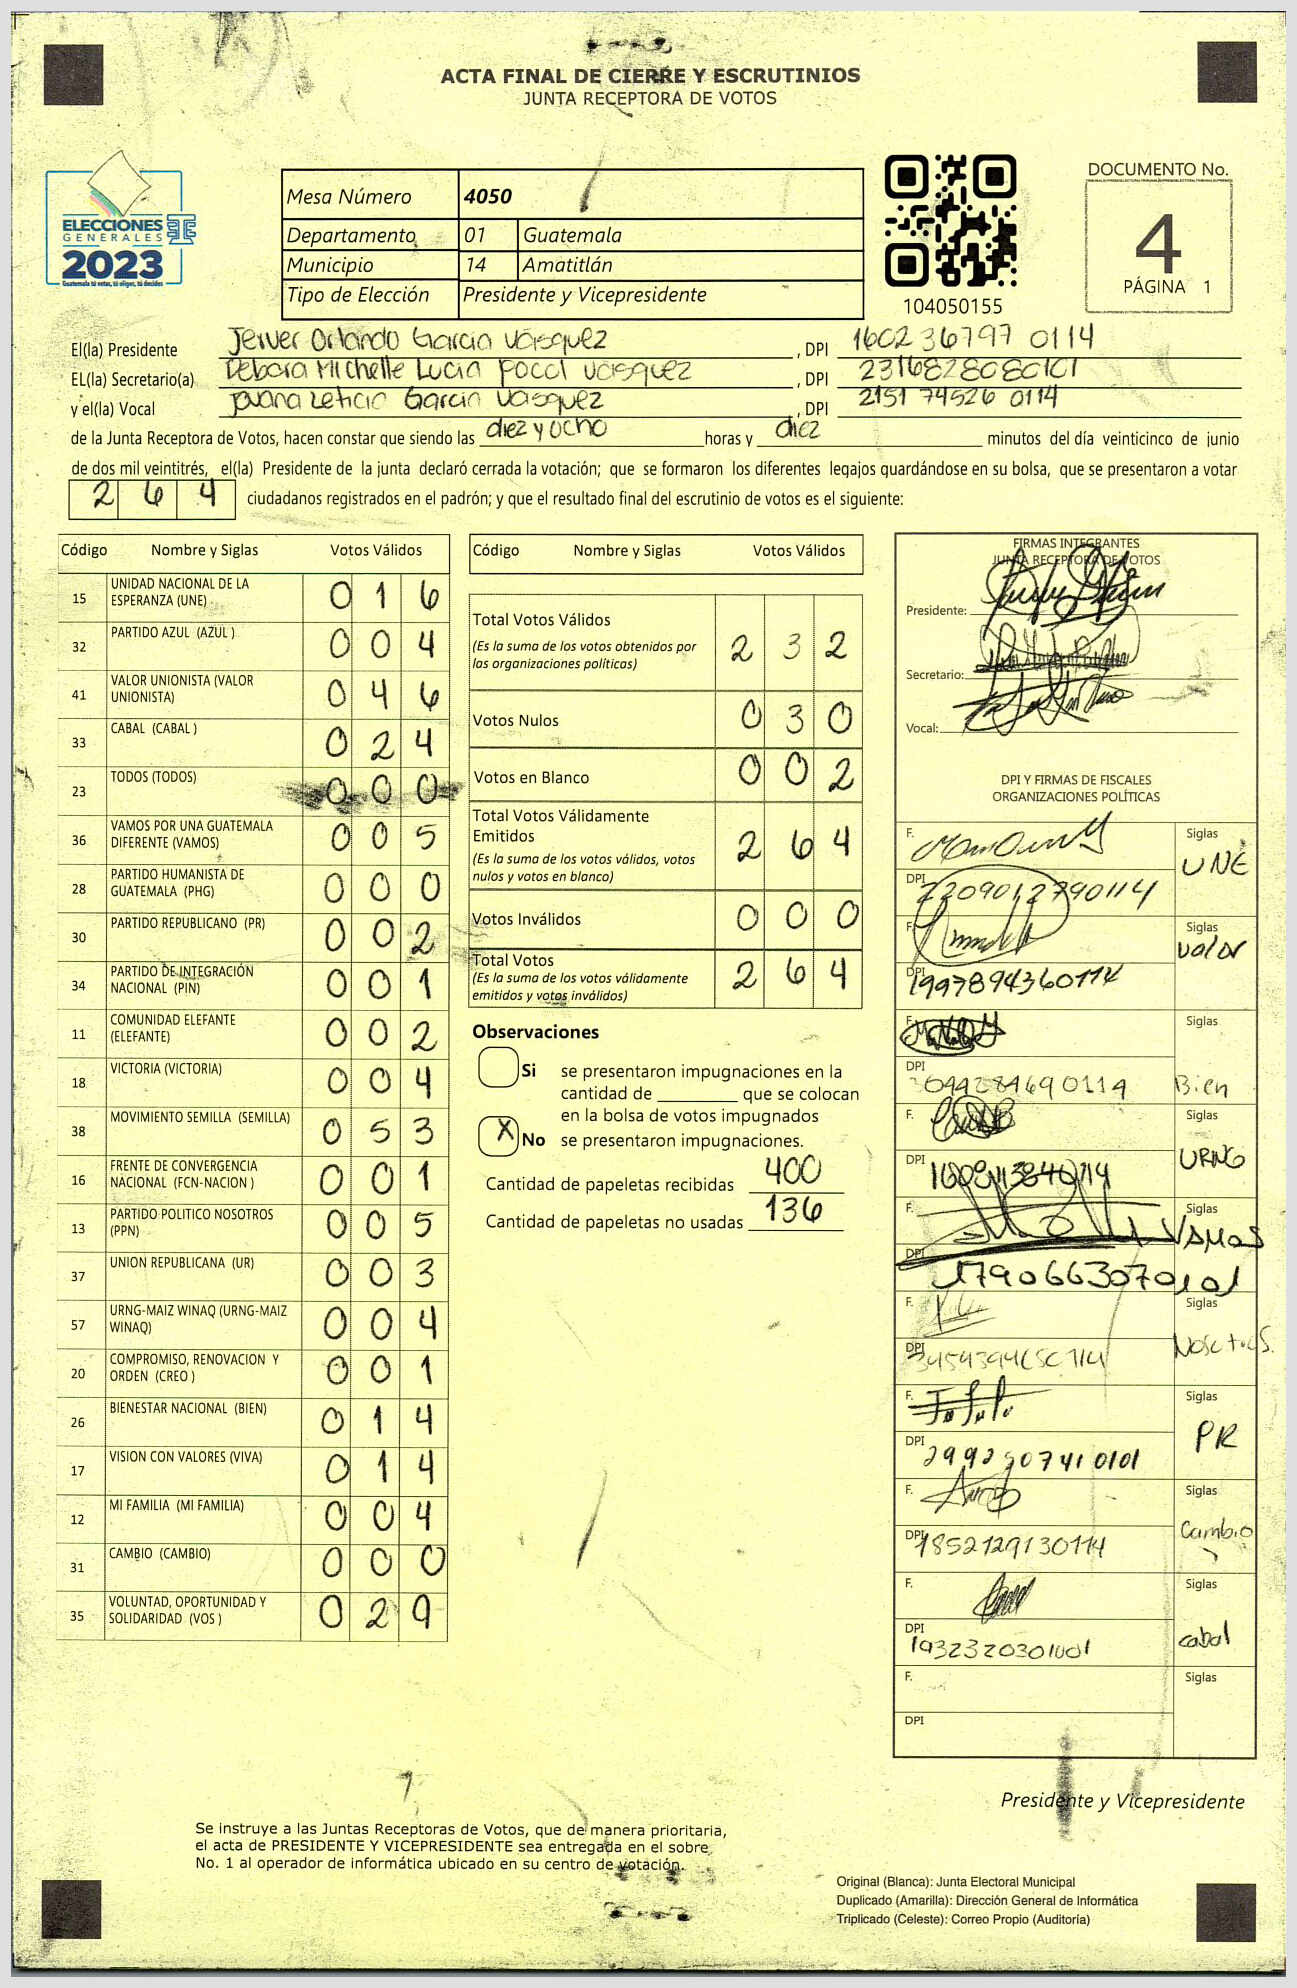 ACTA FINAL DE CIERRE Y ESCRUTINIOS
JUNTA RECEPTORA DE VOTOS
ELECCIONES
GENERALES
2023
Guatemala tú votas, tú eliges, tú decides
Mesa Número 4050
Departamento 01 Guatemala
Municipio 14 Amatitlán
Tipo de Elección Presidente y Vicepresidente
104050155
DOCUMENTO No.
4
PÁGINA 1
El(la) Presidente Jerver Orlando Garcia Vasquez , DPI 1602 36797 0114
EL(la) Secretario(a) Debora Michelle Lucia Pocol Vasquez , DPI 2316828080101
y el(la) Vocal Jovana Leticia Garcia Vasquez , DPI 2151 74526 0114
de la Junta Receptora de Votos, hacen constar que siendo las diez y ocho horas y diez minutos del día veinticinco de junio
de dos mil veintitrés, el(la) Presidente de la junta declaró cerrada la votación; que se formaron los diferentes legajos quardándose en su bolsa, que se presentaron a votar
2 6 4 ciudadanos registrados en el padrón; y que el resultado final del escrutinio de votos es el siguiente:
Código Nombre y Siglas Votos Válidos
15 UNIDAD NACIONAL DE LA ESPERANZA (UNE) 0 1 6
32 PARTIDO AZUL (AZUL ) 0 0 4
41 VALOR UNIONISTA (VALOR UNIONISTA) 0 4 6
33 CABAL (CABAL ) 0 2 4
23 TODOS (TODOS) 0 0 0
36 VAMOS POR UNA GUATEMALA DIFERENTE (VAMOS) 0 0 5
28 PARTIDO HUMANISTA DE GUATEMALA (PHG) 0 0 0
30 PARTIDO REPUBLICANO (PR) 0 0 2
34 PARTIDO DE INTEGRACIÓN NACIONAL (PIN) 0 0 1
11 COMUNIDAD ELEFANTE (ELEFANTE) 0 0 2
18 VICTORIA (VICTORIA) 0 0 4
38 MOVIMIENTO SEMILLA (SEMILLA) 0 5 3
16 FRENTE DE CONVERGENCIA NACIONAL (FCN-NACION ) 0 0 1
13 PARTIDO POLITICO NOSOTROS (PPN) 0 0 5
37 UNION REPUBLICANA (UR) 0 0 3
57 URNG-MAIZ WINAQ (URNG-MAIZ WINAQ) 0 0 4
20 COMPROMISO, RENOVACION Y ORDEN (CREO ) 0 0 1
26 BIENESTAR NACIONAL (BIEN) 0 1 4
17 VISION CON VALORES (VIVA) 0 1 4
12 MI FAMILIA (MI FAMILIA) 0 0 4
31 CAMBIO (CAMBIO) 0 0 0
35 VOLUNTAD, OPORTUNIDAD Y SOLIDARIDAD (VOS ) 0 2 9
Código Nombre y Siglas Votos Válidos
Total Votos Válidos 2 3 2
(Es la suma de los votos obtenidos por las organizaciones políticas)
Votos Nulos 0 3 0
Votos en Blanco 0 0 2
Total Votos Válidamente Emitidos 2 6 4
(Es la suma de los votos válidos, votos nulos y votos en blanco)
Votos Inválidos 0 0 0
Total Votos 2 6 4
(Es la suma de los votos válidamente emitidos y votos inválidos)
Observaciones
Si se presentaron impugnaciones en la
cantidad de ________ que se colocan
en la bolsa de votos impugnados
X No se presentaron impugnaciones.
Cantidad de papeletas recibidas 400
Cantidad de papeletas no usadas 136
FIRMAS INTEGRANTES
JUNTA RECEPTORA DE VOTOS
Presidente:
Secretario:
Vocal:
DPI Y FIRMAS DE FISCALES
ORGANIZACIONES POLÍTICAS
F. Siglas UNE
DPI 2209012790114
F. Siglas Valor
DPI 1997894360114
F. Siglas Bien
DPI
F. Siglas URNG
DPI
F. Siglas VAMOS
DPI 1790663070101
F. Siglas Nosotros.
DPI
F. Siglas PR
DPI
F. Siglas Cambio
DPI 1852129130114
F. Siglas cabal
DPI
F. Siglas
DPI
Presidente y Vicepresidente
Se instruye a las Juntas Receptoras de Votos, que de manera prioritaria,
el acta de PRESIDENTE Y VICEPRESIDENTE sea entregada en el sobre
No. 1 al operador de informática ubicado en su centro de votación.
Original (Blanca): Junta Electoral Municipal
Duplicado (Amarilla): Dirección General de Informática
Triplicado (Celeste): Correo Propio (Auditoría)